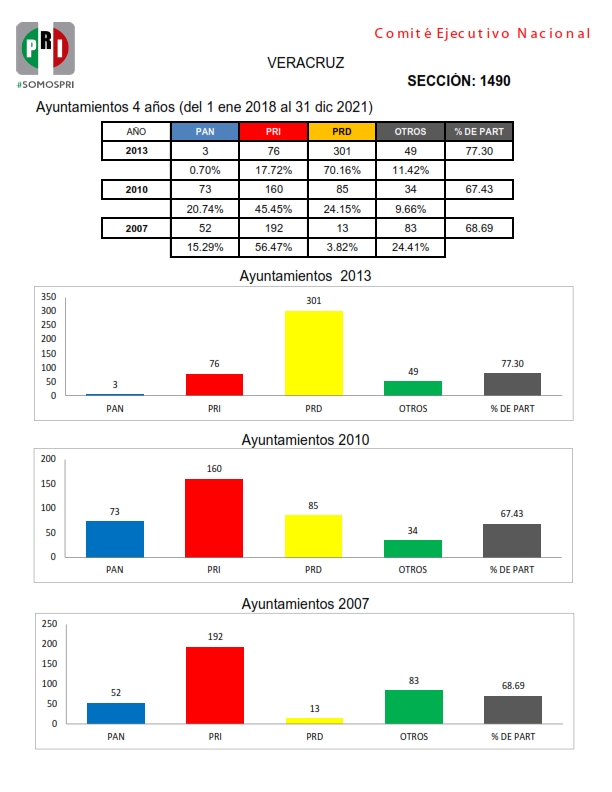 Comité Ejecutivo Nacional
PRI
#SOMOSPRI
VERACRUZ
SECCIÓN: 1490
Ayuntamientos 4 años (del 1 ene 2018 al 31 dic 2021)
AÑO PAN PRI PRD OTROS % DE PART
2013 3 76 301 49 77.30
0.70% 17.72% 70.16% 11.42%
2010 73 160 85 34 67.43
20.74% 45.45% 24.15% 9.66%
2007 52 192 13 83 68.69
15.29% 56.47% 3.82% 24.41%
Ayuntamientos 2013
350
300
250
200
150
100
50
0
3 76 301 49 77.30
PAN PRI PRD OTROS % DE PART
Ayuntamientos 2010
200
150
100
50
0
73 160 85 34 67.43
PAN PRI PRD OTROS % DE PART
Ayuntamientos 2007
250
200
150
100
50
0
52 192 13 83 68.69
PAN PRI PRD OTROS % DE PART